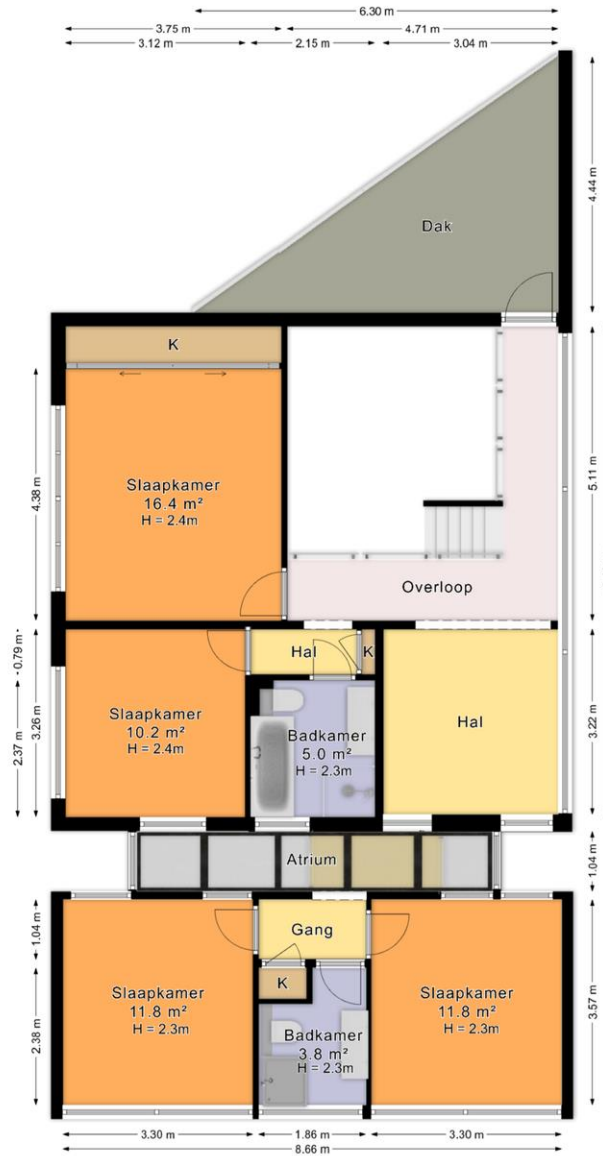 6.30 m
3.75 m
4.71 m
3.12 m
2.15 m
3.04 m
4.44 m
Dak
K
Slaapkamer
16.4 m²
H = 2.4m
4.38 m
5.11 m
Overloop
0.79 m
Hal
K
3.26 m
2.37 m
Slaapkamer
10.2 m²
H = 2.4m
Badkamer
5.0 m²
H = 2.3m
Hal
3.22 m
Atrium
1.04 m
1.04 m
Gang
Slaapkamer
11.8 m²
H = 2.3m
K
Slaapkamer
11.8 m²
H = 2.3m
3.57 m
2.38 m
Badkamer
3.8 m²
H = 2.3m
3.30 m
1.86 m
3.30 m
8.66 m